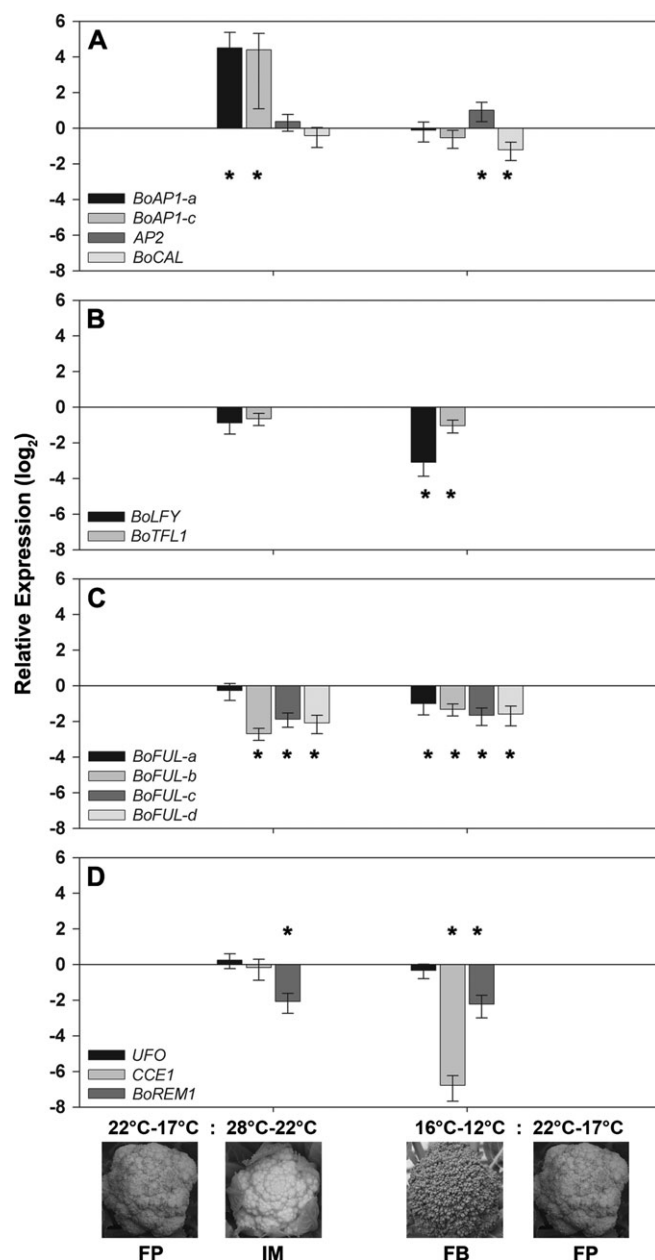 Relative Expression (log₂)
A
6
4
2
0
-2
-4
-6
-8
* * * *
BoAP1-a
BoAP1-c
AP2
BoCAL
B
6
4
2
0
-2
-4
-6
-8
* *
BoLFY
BoTFL1
C
6
4
2
0
-2
-4
-6
-8
* * * * * * *
BoFUL-a
BoFUL-b
BoFUL-c
BoFUL-d
D
6
4
2
0
-2
-4
-6
-8
* * *
UFO
CCE1
BoREM1
22°C-17°C : 28°C-22°C 16°C-12°C : 22°C-17°C
FP IM FB FP